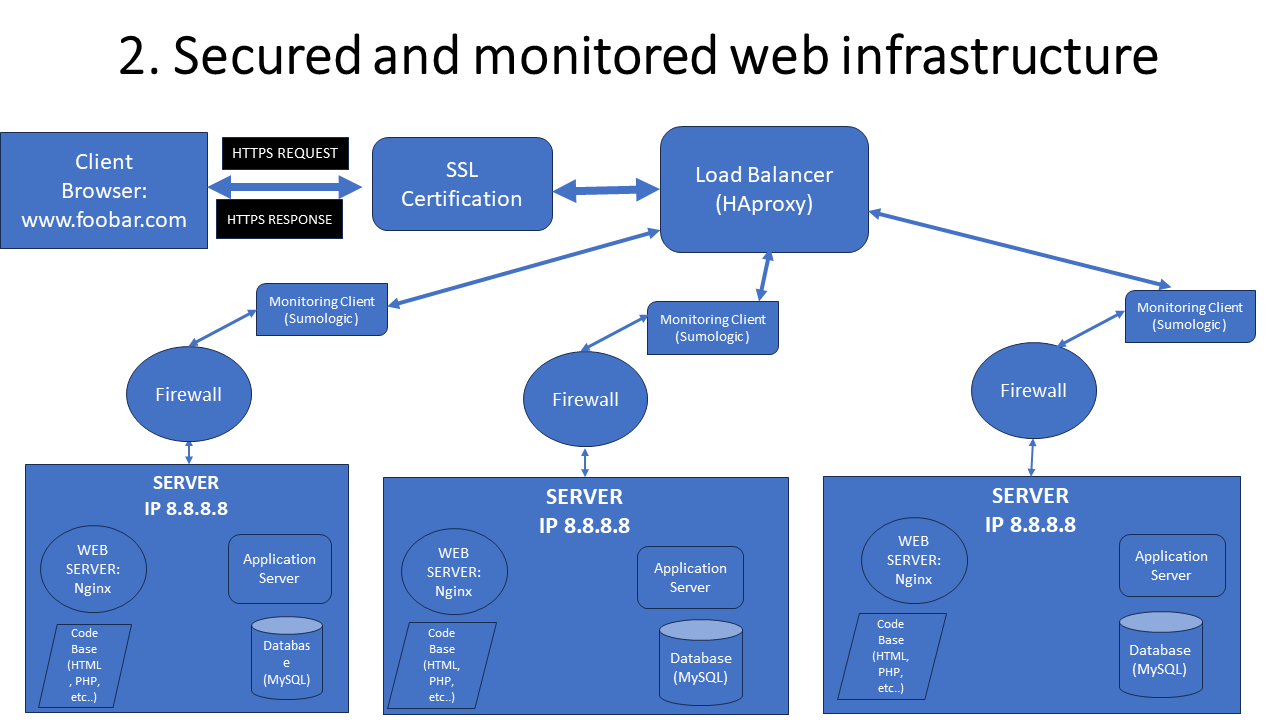 2. Secured and monitored web infrastructure
Client
Browser:
www.foobar.com
HTTPS REQUEST
HTTPS RESPONSE
SSL
Certification
Load Balancer
(HAproxy)
Monitoring Client
(Sumologic)
Monitoring Client
(Sumologic)
Monitoring Client
(Sumologic)
Firewall
Firewall
Firewall
SERVER
IP 8.8.8.8
WEB
SERVER:
Nginx
Application
Server
Code
Base
(HTML
, PHP,
etc..)
Databas
e
(MySQL)
SERVER
IP 8.8.8.8
WEB
SERVER:
Nginx
Application
Server
Code
Base
(HTML,
PHP,
etc..)
Database
(MySQL)
SERVER
IP 8.8.8.8
WEB
SERVER:
Nginx
Application
Server
Code
Base
(HTML,
PHP,
etc..)
Database
(MySQL)